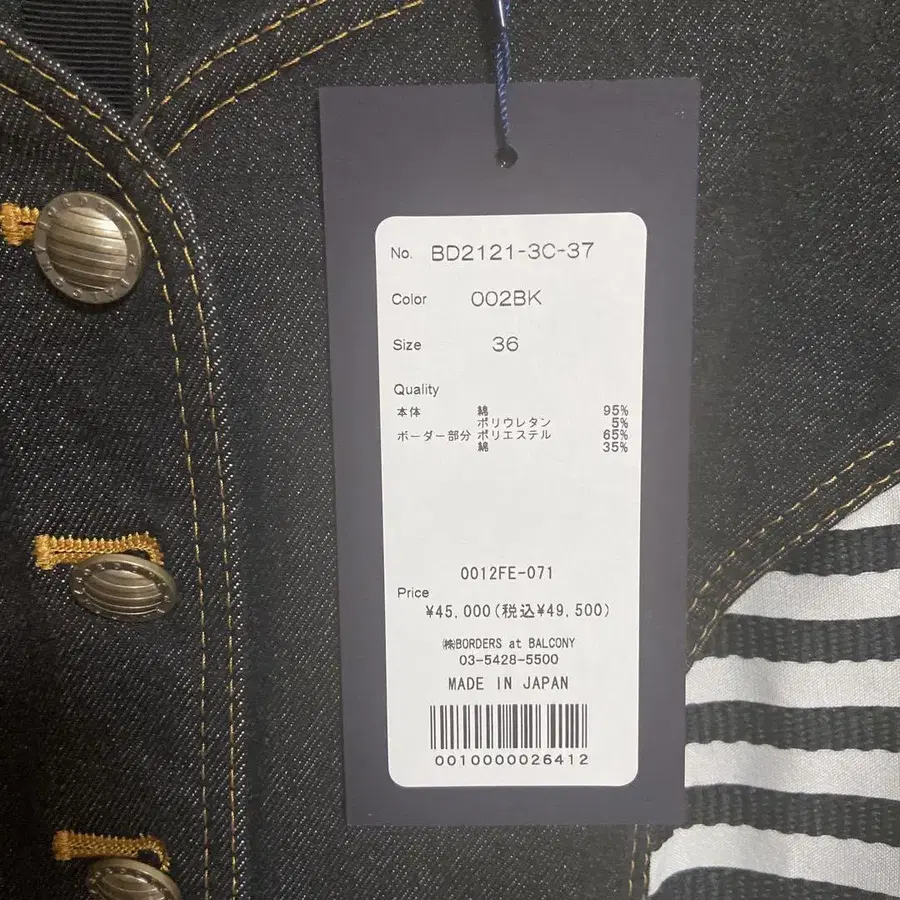 No. BD2121-3C-37
Color 002BK
Size 36
Quality
本体 綿 95%
ポリウレタン 5%
ボーダー部分 ポリエステル 65%
綿 35%
0012FE-071
Price
¥45,000(税込¥49,500)
㈱BORDERS at BALCONY
03-5428-5500
MADE IN JAPAN
0010000026412